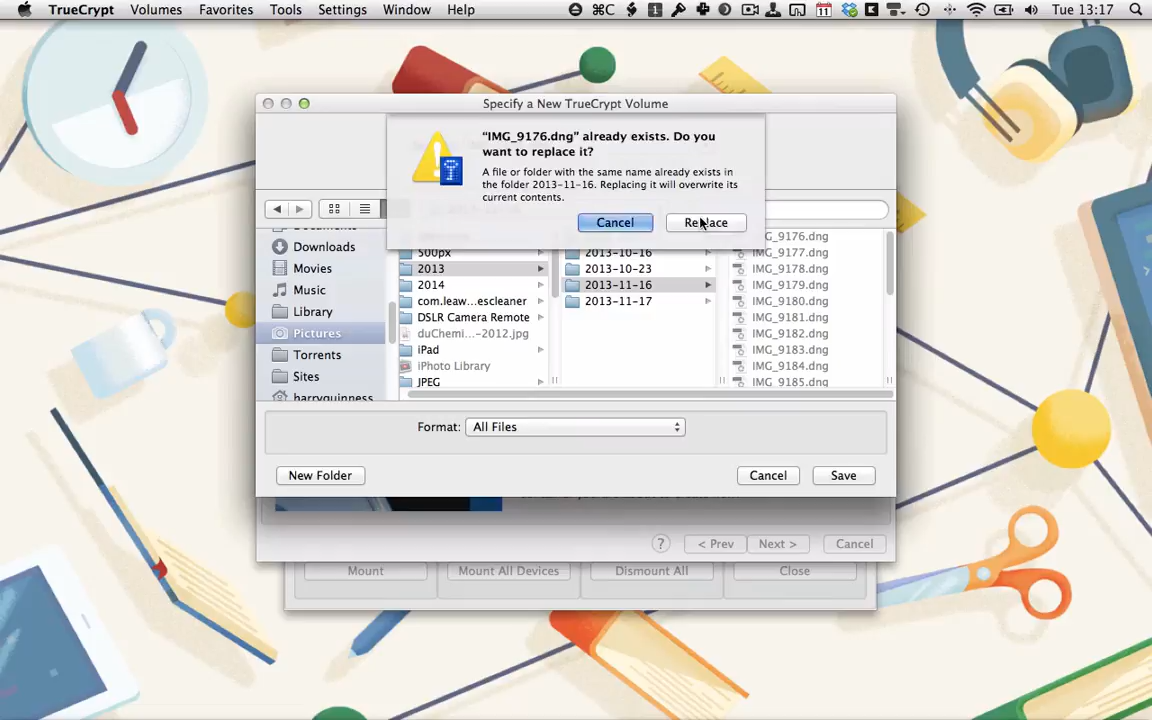 TrueCrypt Volumes Favorites Tools Settings Window Help ⌘C 1 11 Tue 13:17
Specify a New TrueCrypt Volume
"IMG_9176.dng" already exists. Do you
want to replace it?
A file or folder with the same name already exists in
the folder 2013-11-16. Replacing it will overwrite its
current contents.
Cancel Replace
Downloads
Movies
Music
Library
Pictures
Torrents
Sites
harryguinness
500px
2013
2014
com.leaw...escleaner
DSLR Camera Remote
duChemi...-2012.jpg
iPad
iPhoto Library
JPEG
2013-10-16
2013-10-23
2013-11-16
2013-11-17
IMG_9176.dng
IMG_9177.dng
IMG_9178.dng
IMG_9179.dng
IMG_9180.dng
IMG_9181.dng
IMG_9182.dng
IMG_9183.dng
IMG_9184.dng
IMG_9185.dng
Format: All Files
New Folder Cancel Save
? < Prev Next > Cancel
Mount Mount All Devices Dismount All Close